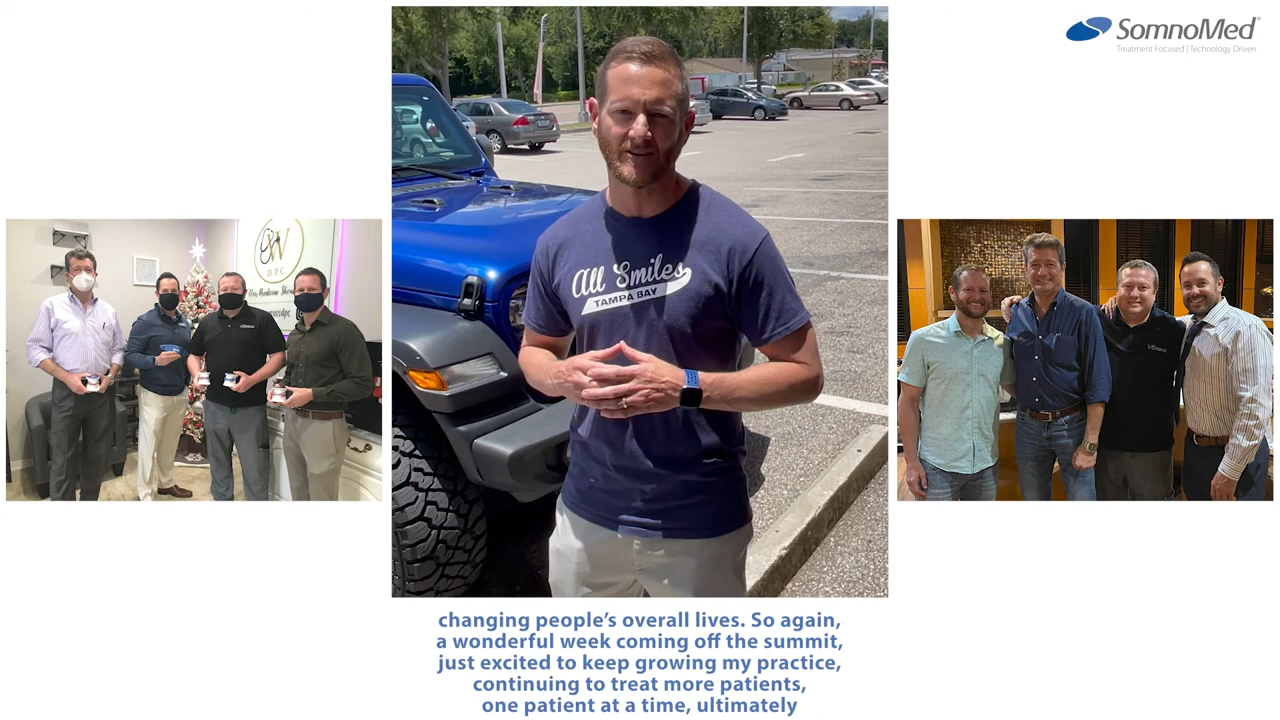 SomnoMed®
Treatment Focused | Technology Driven
W
D.P.C
All Smiles
TAMPA BAY
changing people’s overall lives. So again,
a wonderful week coming off the summit,
just excited to keep growing my practice,
continuing to treat more patients,
one patient at a time, ultimately